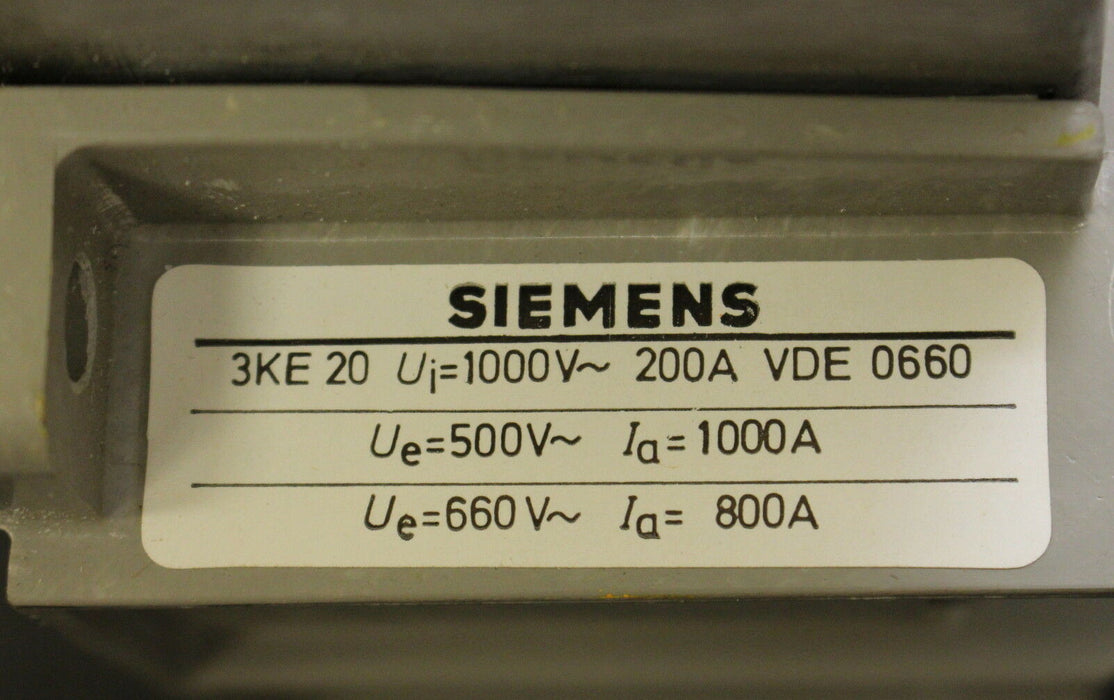 SIEMENS
3KE 20 Ui=1000V~ 200A VDE 0660
Ue=500V~ Ia=1000A
Ue=660V~ Ia= 800A